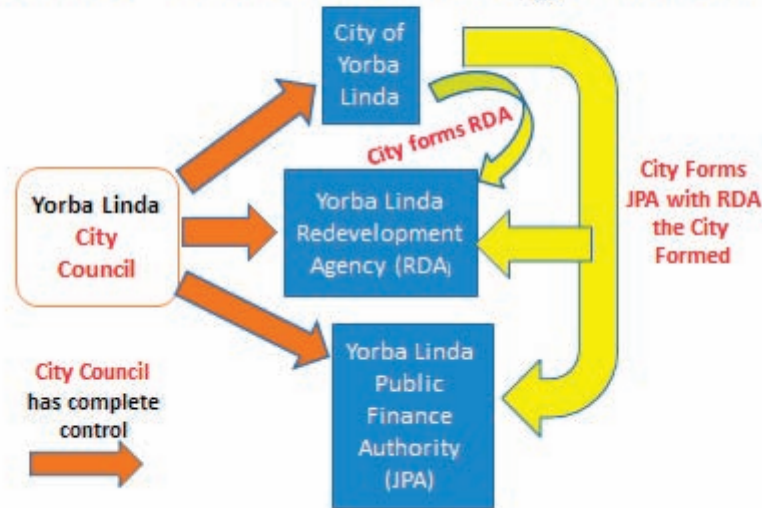 City of
Yorba
Linda
City forms RDA
Yorba Linda
City
Council
Yorba Linda
Redevelopment
Agency (RDA)
City Forms
JPA with RDA
the City
Formed
Yorba Linda
Public
Finance
Authority
(JPA)
City Council
has complete
control